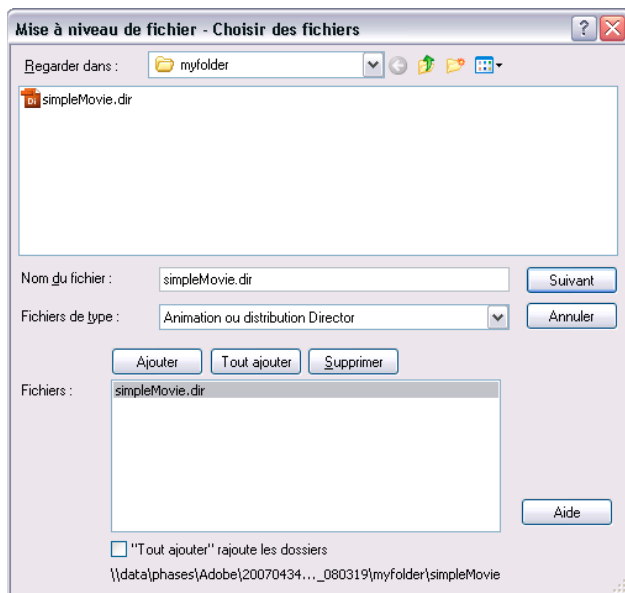 Mise à niveau de fichier - Choisir des fichiers
Regarder dans :
myfolder
simpleMovie.dir
Nom du fichier :
simpleMovie.dir
Suivant
Fichiers de type :
Animation ou distribution Director
Annuler
Ajouter
Tout ajouter
Supprimer
Fichiers :
simpleMovie.dir
Aide
"Tout ajouter" rajoute les dossiers
\\data\phases\Adobe\20070434..._080319\myfolder\simpleMovie